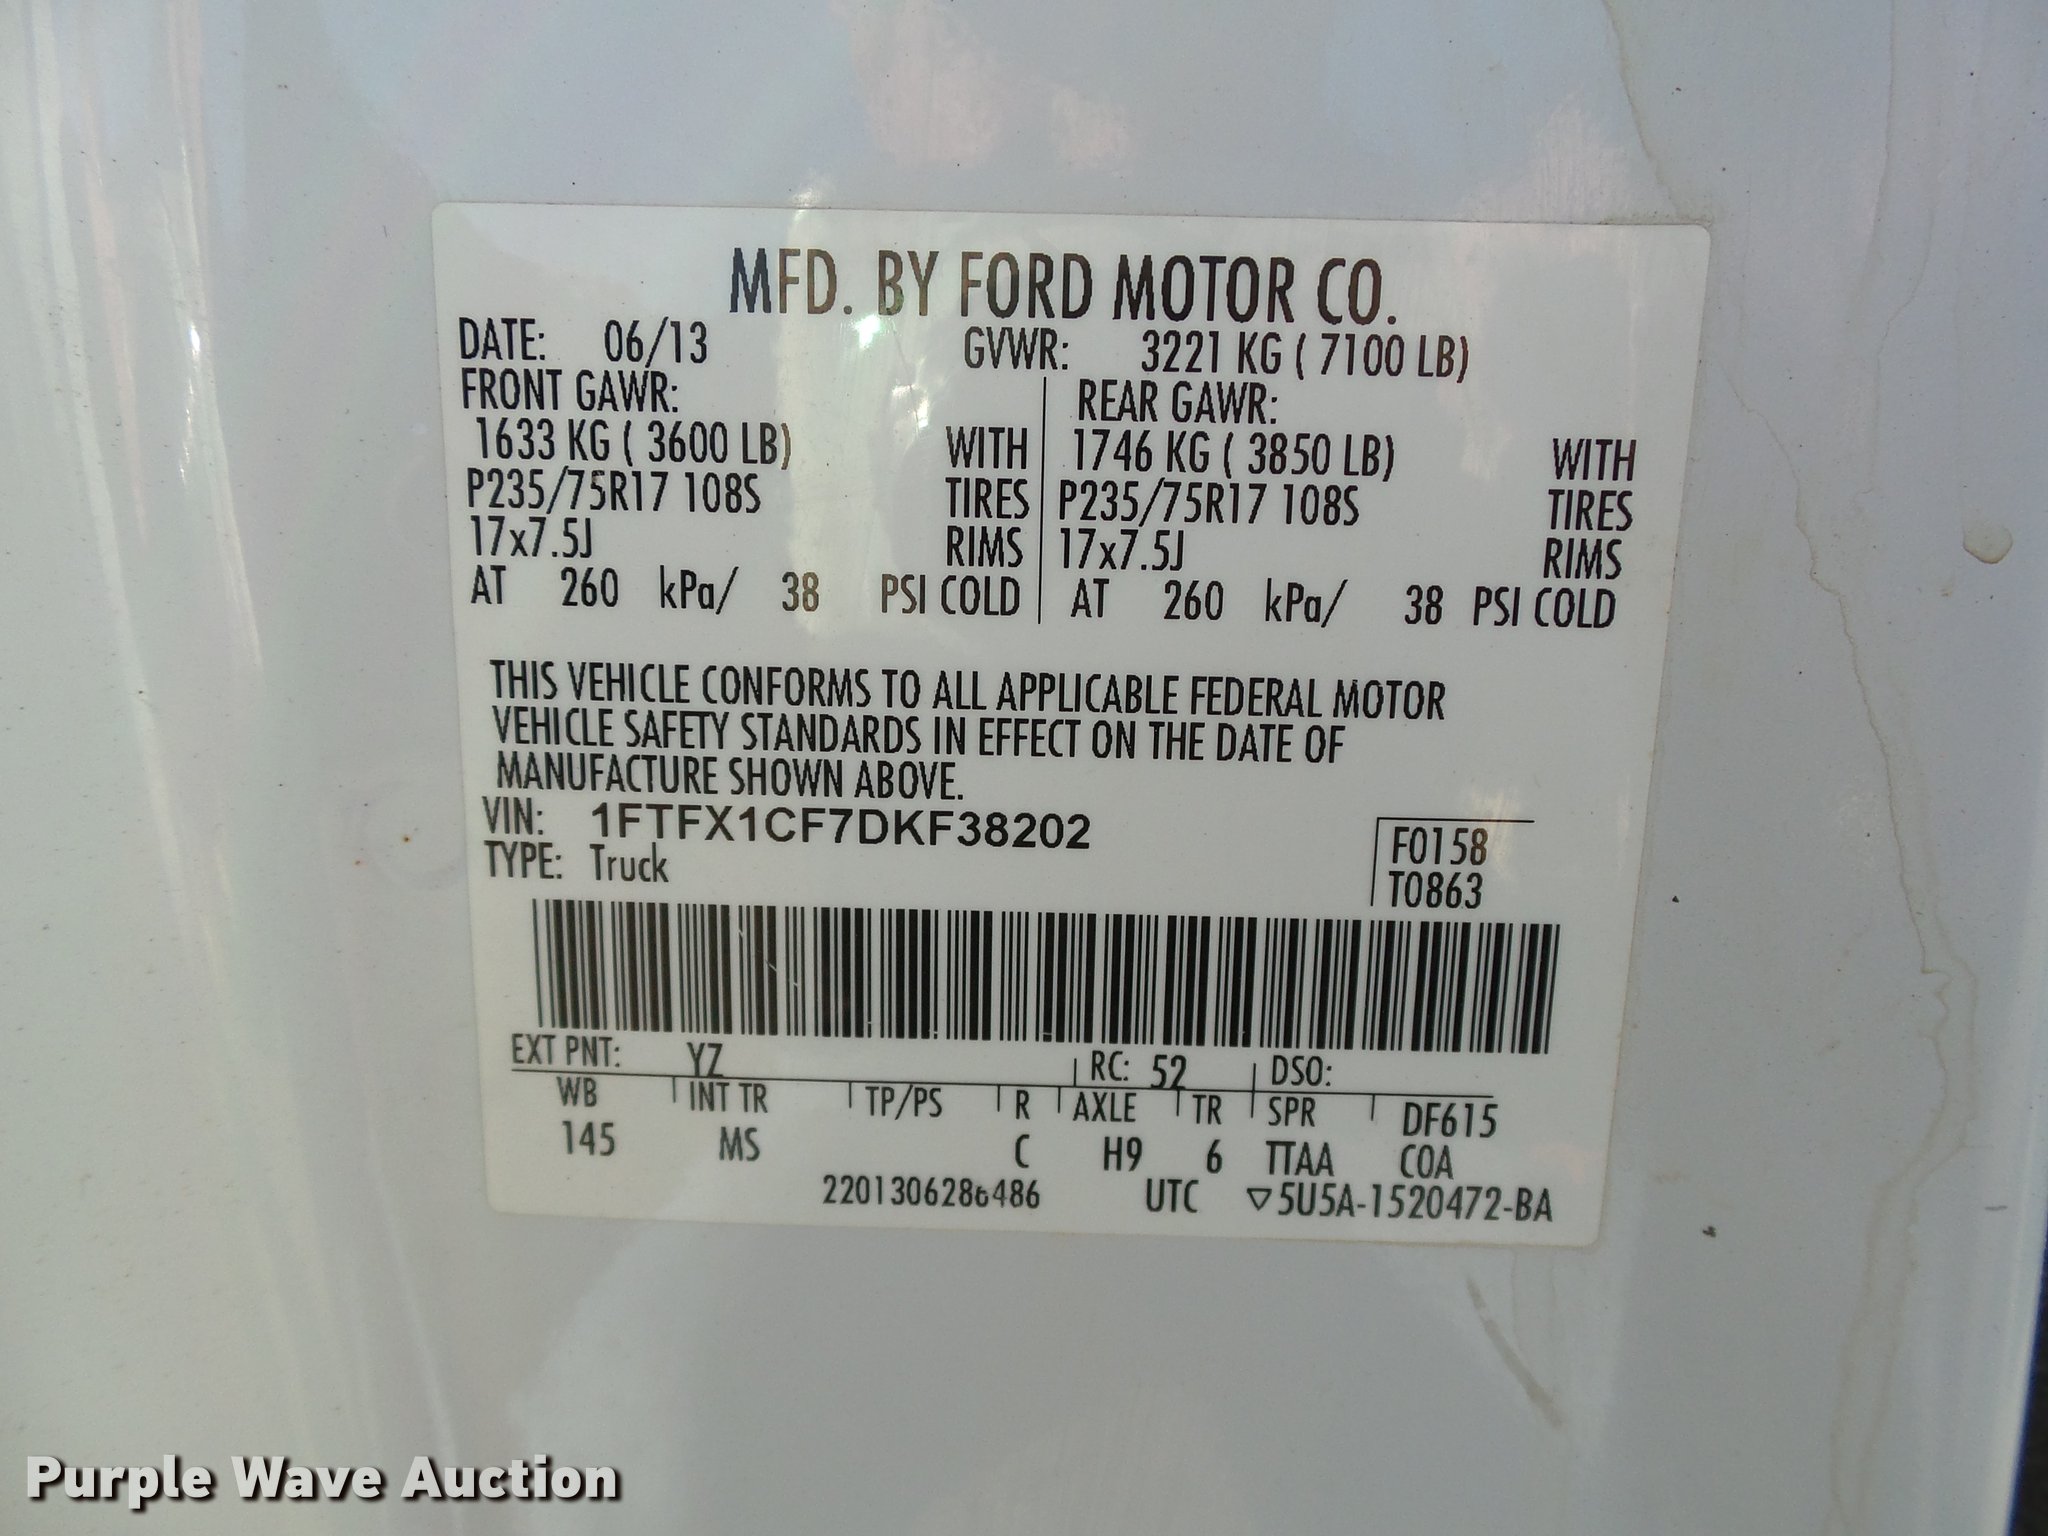 MFD. BY FORD MOTOR CO.
DATE: 06/13 GVWR: 3221 KG ( 7100 LB)
FRONT GAWR: REAR GAWR:
1633 KG ( 3600 LB) WITH 1746 KG ( 3850 LB) WITH
P235/75R17 108S TIRES P235/75R17 108S TIRES
17x7.5J RIMS 17x7.5J RIMS
AT 260 kPa/ 38 PSI COLD AT 260 kPa/ 38 PSI COLD
THIS VEHICLE CONFORMS TO ALL APPLICABLE FEDERAL MOTOR
VEHICLE SAFETY STANDARDS IN EFFECT ON THE DATE OF
MANUFACTURE SHOWN ABOVE.
VIN: 1FTFX1CF7DKF38202
TYPE: Truck
F0158
T0863
EXT PNT: YZ RC: 52 DSO:
WB INT TR TP/PS R AXLE TR SPR DF615
145 MS C H9 6 TTAA COA
2201306286486 UTC ▽5U5A-1520472-BA
Purple Wave Auction